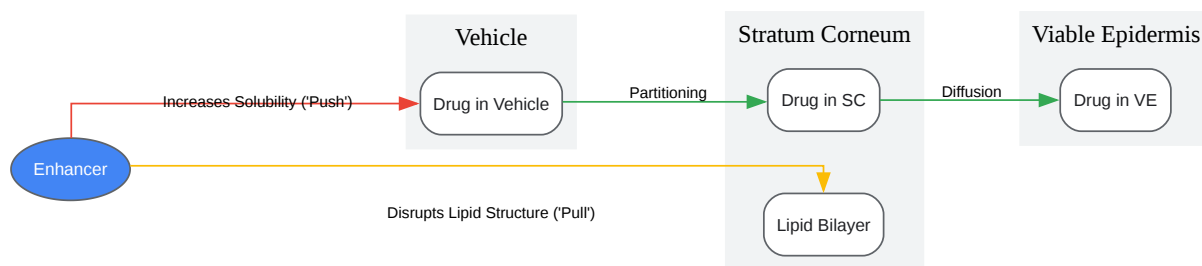 Vehicle
Stratum Corneum
Viable Epidermis
Increases Solubility ('Push')
Drug in Vehicle
Partitioning
Drug in SC
Diffusion
Drug in VE
Enhancer
Disrupts Lipid Structure ('Pull')
Lipid Bilayer